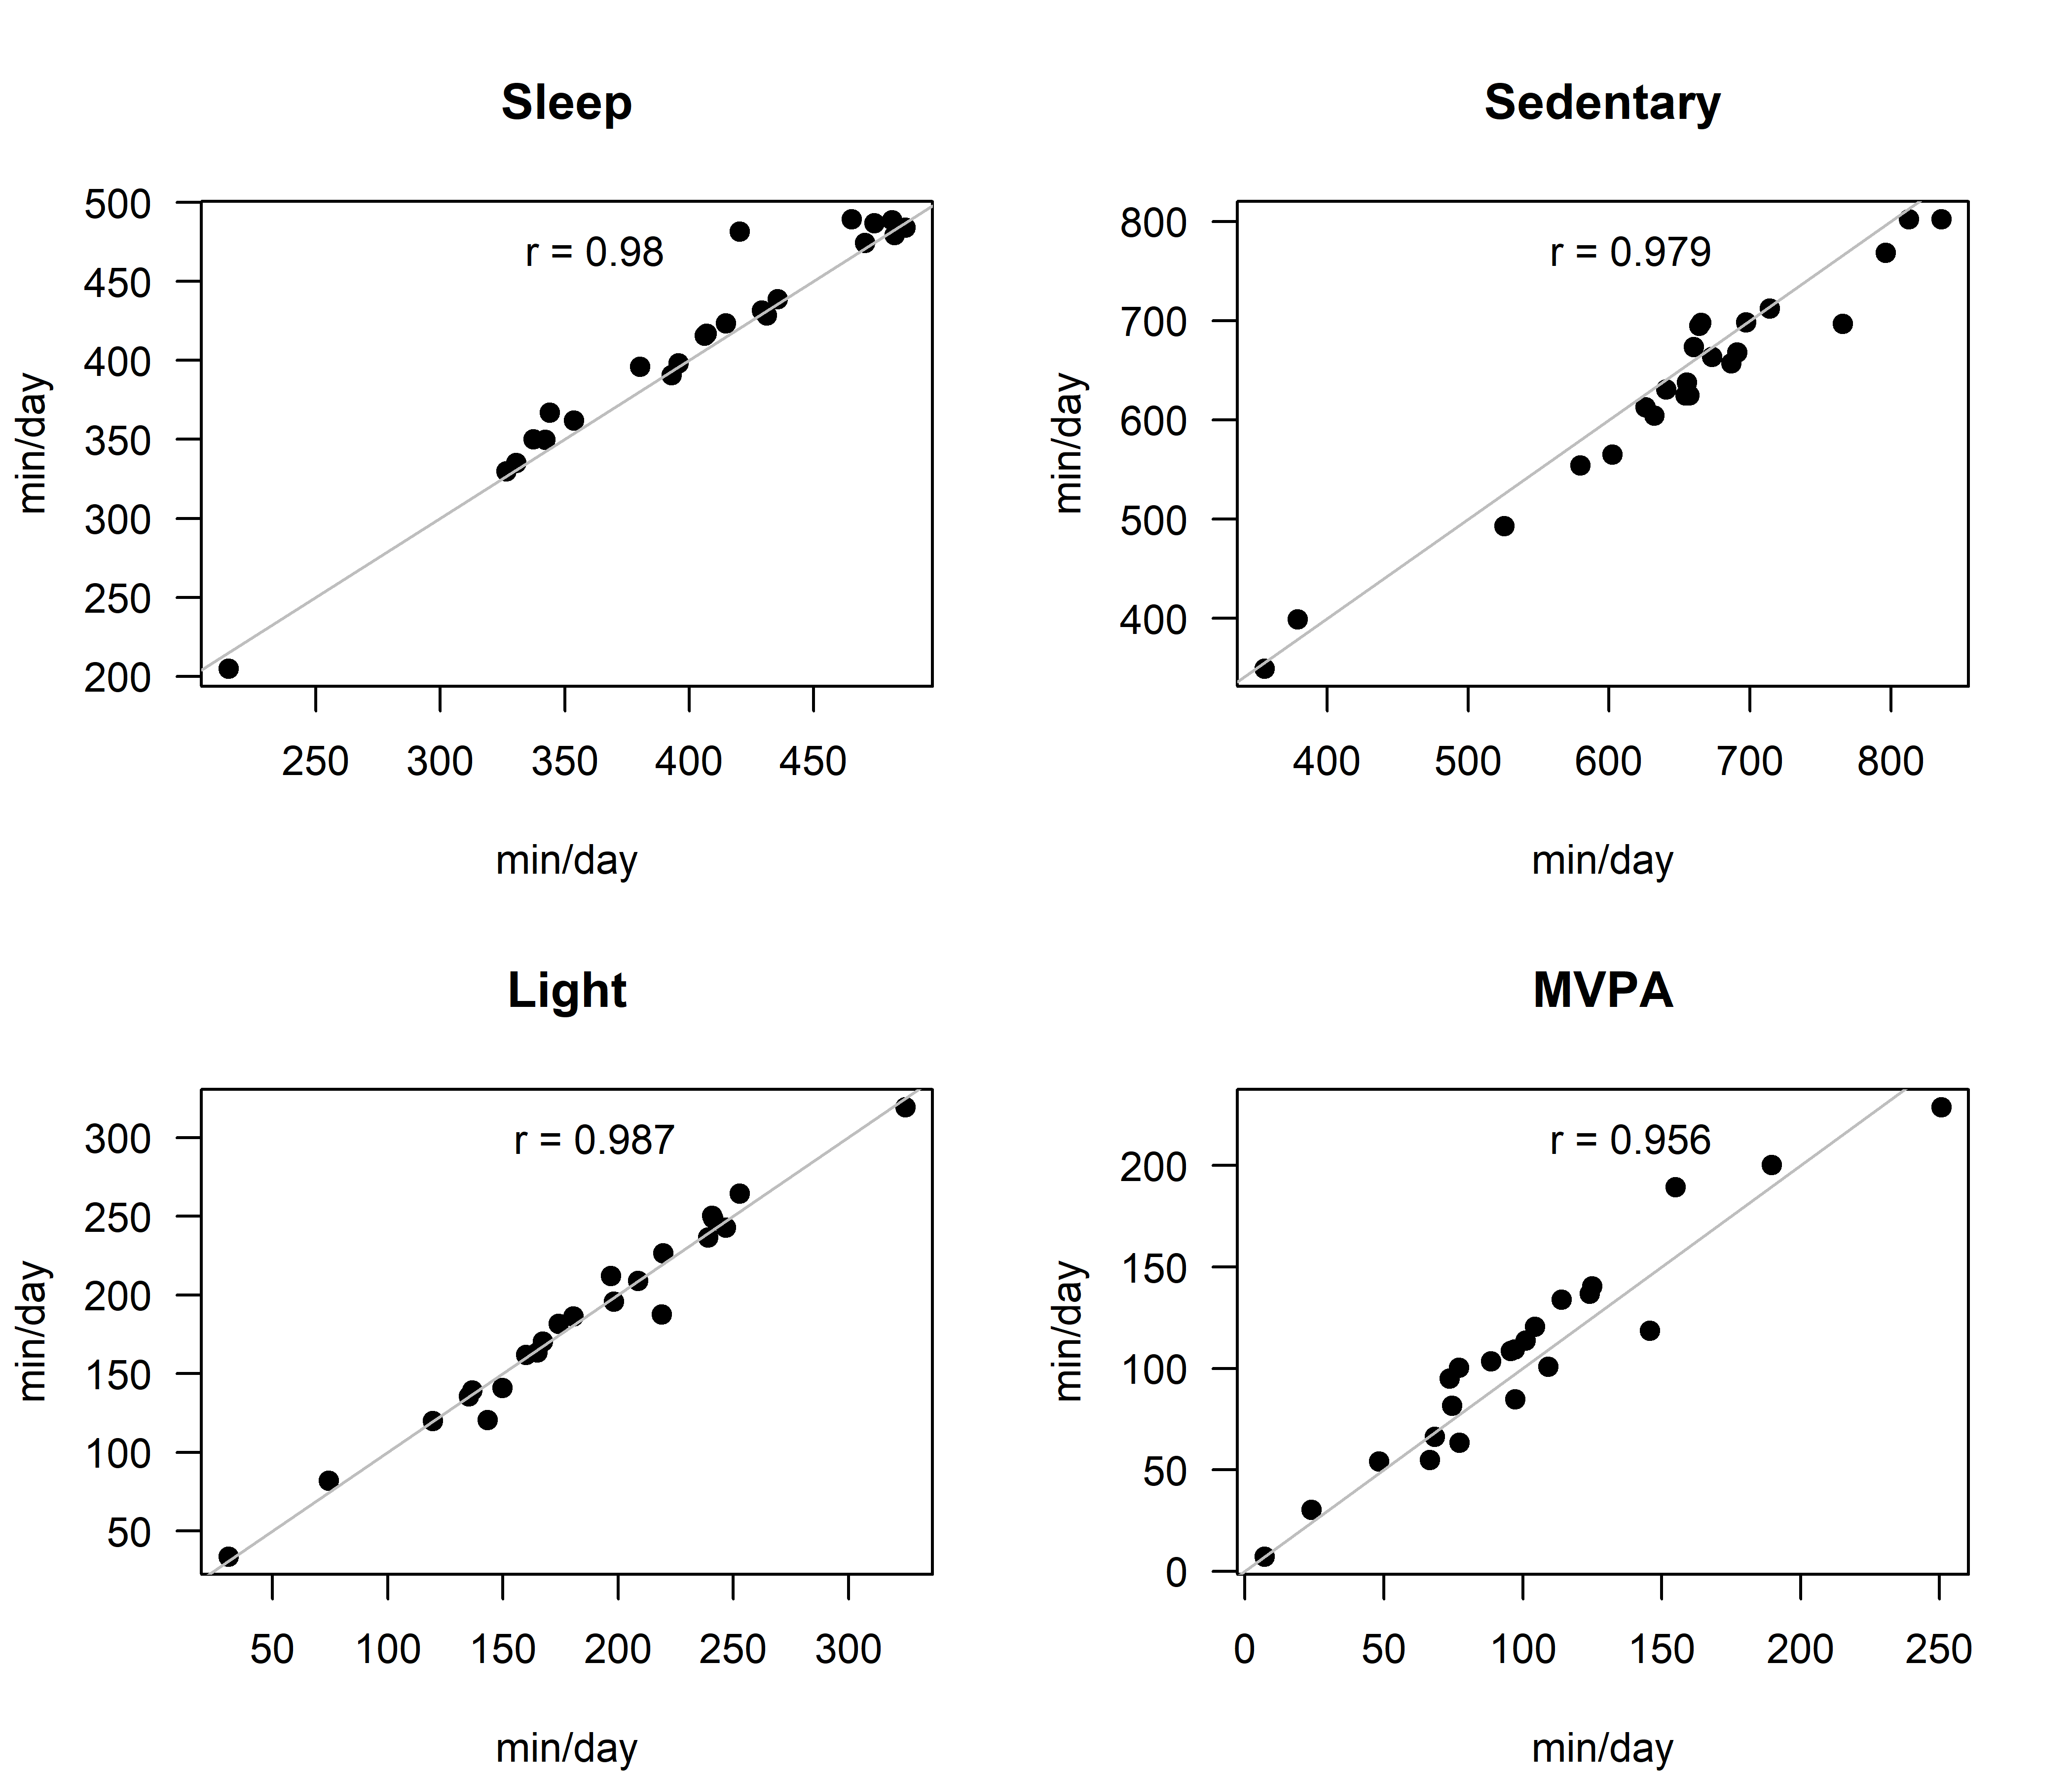 Sleep
500
450
400
350
300
250
200
min/day
r = 0.98
250 300 350 400 450
min/day
Sedentary
800
700
600
500
400
min/day
r = 0.979
400 500 600 700 800
min/day
Light
300
250
200
150
100
50
min/day
r = 0.987
50 100 150 200 250 300
min/day
MVPA
200
150
100
50
0
min/day
r = 0.956
0 50 100 150 200 250
min/day